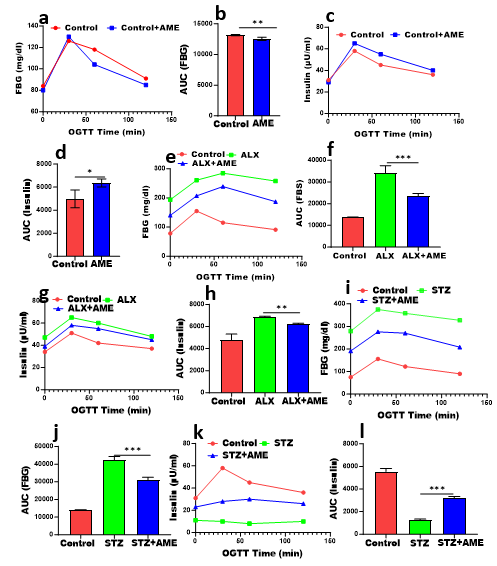 a
Control Control+AME
FBG (mg/dl)
140
120
100
80
60
0 50 100 150
OGTT Time (min)
b
**
AUC (FBG)
15000
10000
5000
0
Control AME
c
Control Control+AME
Insulin (µU/ml)
80
60
40
20
0
0 50 100 150
OGTT Time (min)
d
*
AUC (Insulin)
8000
6000
4000
2000
0
Control AME
e
Control ALX
ALX+AME
FBG (mg/dl)
300
200
100
0
0 50 100 150
OGTT Time (min)
f
***
AUC (FBS)
40000
30000
20000
10000
0
Control ALX ALX+AME
g
Control ALX
ALX+AME
Insulin (µU/ml)
80
60
40
20
0
0 50 100 150
OGTT Time (min)
h
**
AUC (Insulin)
8000
6000
4000
2000
0
Control ALX ALX+AME
i
Control STZ
STZ+AME
FBG (mg/dl)
400
300
200
100
0
0 50 100 150
OGTT Time (min)
j
***
AUC (FBG)
50000
40000
30000
20000
10000
0
Control STZ STZ+AME
k
Control STZ
STZ+AME
Insulin (µU/ml)
80
60
40
20
0
0 50 100 150
OGTT Time (min)
l
***
AUC (Insulin)
8000
6000
4000
2000
0
Control STZ STZ+AME